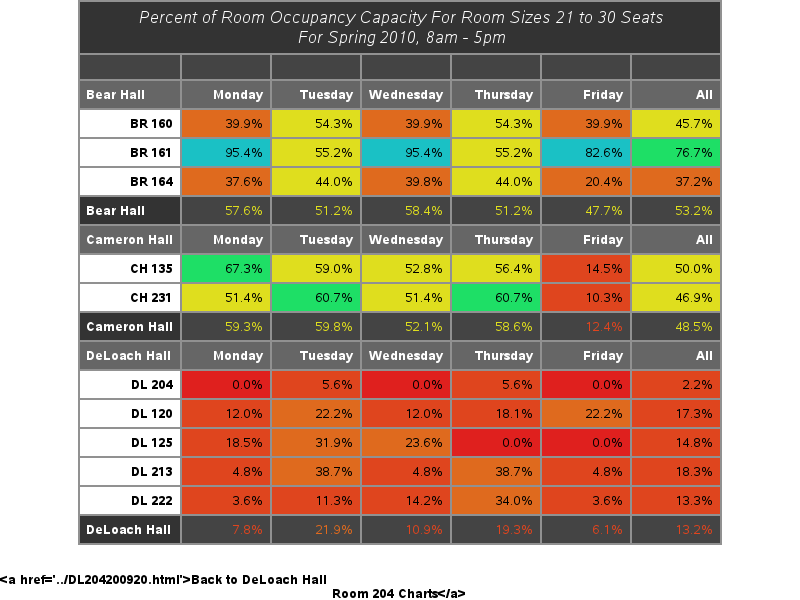 Percent of Room Occupancy Capacity For Room Sizes 21 to 30 Seats
For Spring 2010, 8am - 5pm
Bear Hall Monday Tuesday Wednesday Thursday Friday All
BR 160 39.9% 54.3% 39.9% 54.3% 39.9% 45.7%
BR 161 95.4% 55.2% 95.4% 55.2% 82.6% 76.7%
BR 164 37.6% 44.0% 39.8% 44.0% 20.4% 37.2%
Bear Hall 57.6% 51.2% 58.4% 51.2% 47.7% 53.2%
Cameron Hall Monday Tuesday Wednesday Thursday Friday All
CH 135 67.3% 59.0% 52.8% 56.4% 14.5% 50.0%
CH 231 51.4% 60.7% 51.4% 60.7% 10.3% 46.9%
Cameron Hall 59.3% 59.8% 52.1% 58.6% 12.4% 48.5%
DeLoach Hall Monday Tuesday Wednesday Thursday Friday All
DL 204 0.0% 5.6% 0.0% 5.6% 0.0% 2.2%
DL 120 12.0% 22.2% 12.0% 18.1% 22.2% 17.3%
DL 125 18.5% 31.9% 23.6% 0.0% 0.0% 14.8%
DL 213 4.8% 38.7% 4.8% 38.7% 4.8% 18.3%
DL 222 3.6% 11.3% 14.2% 34.0% 3.6% 13.3%
DeLoach Hall 7.8% 21.9% 10.9% 19.3% 6.1% 13.2%
<a href='../DL204200920.html'>Back to DeLoach Hall
Room 204 Charts</a>